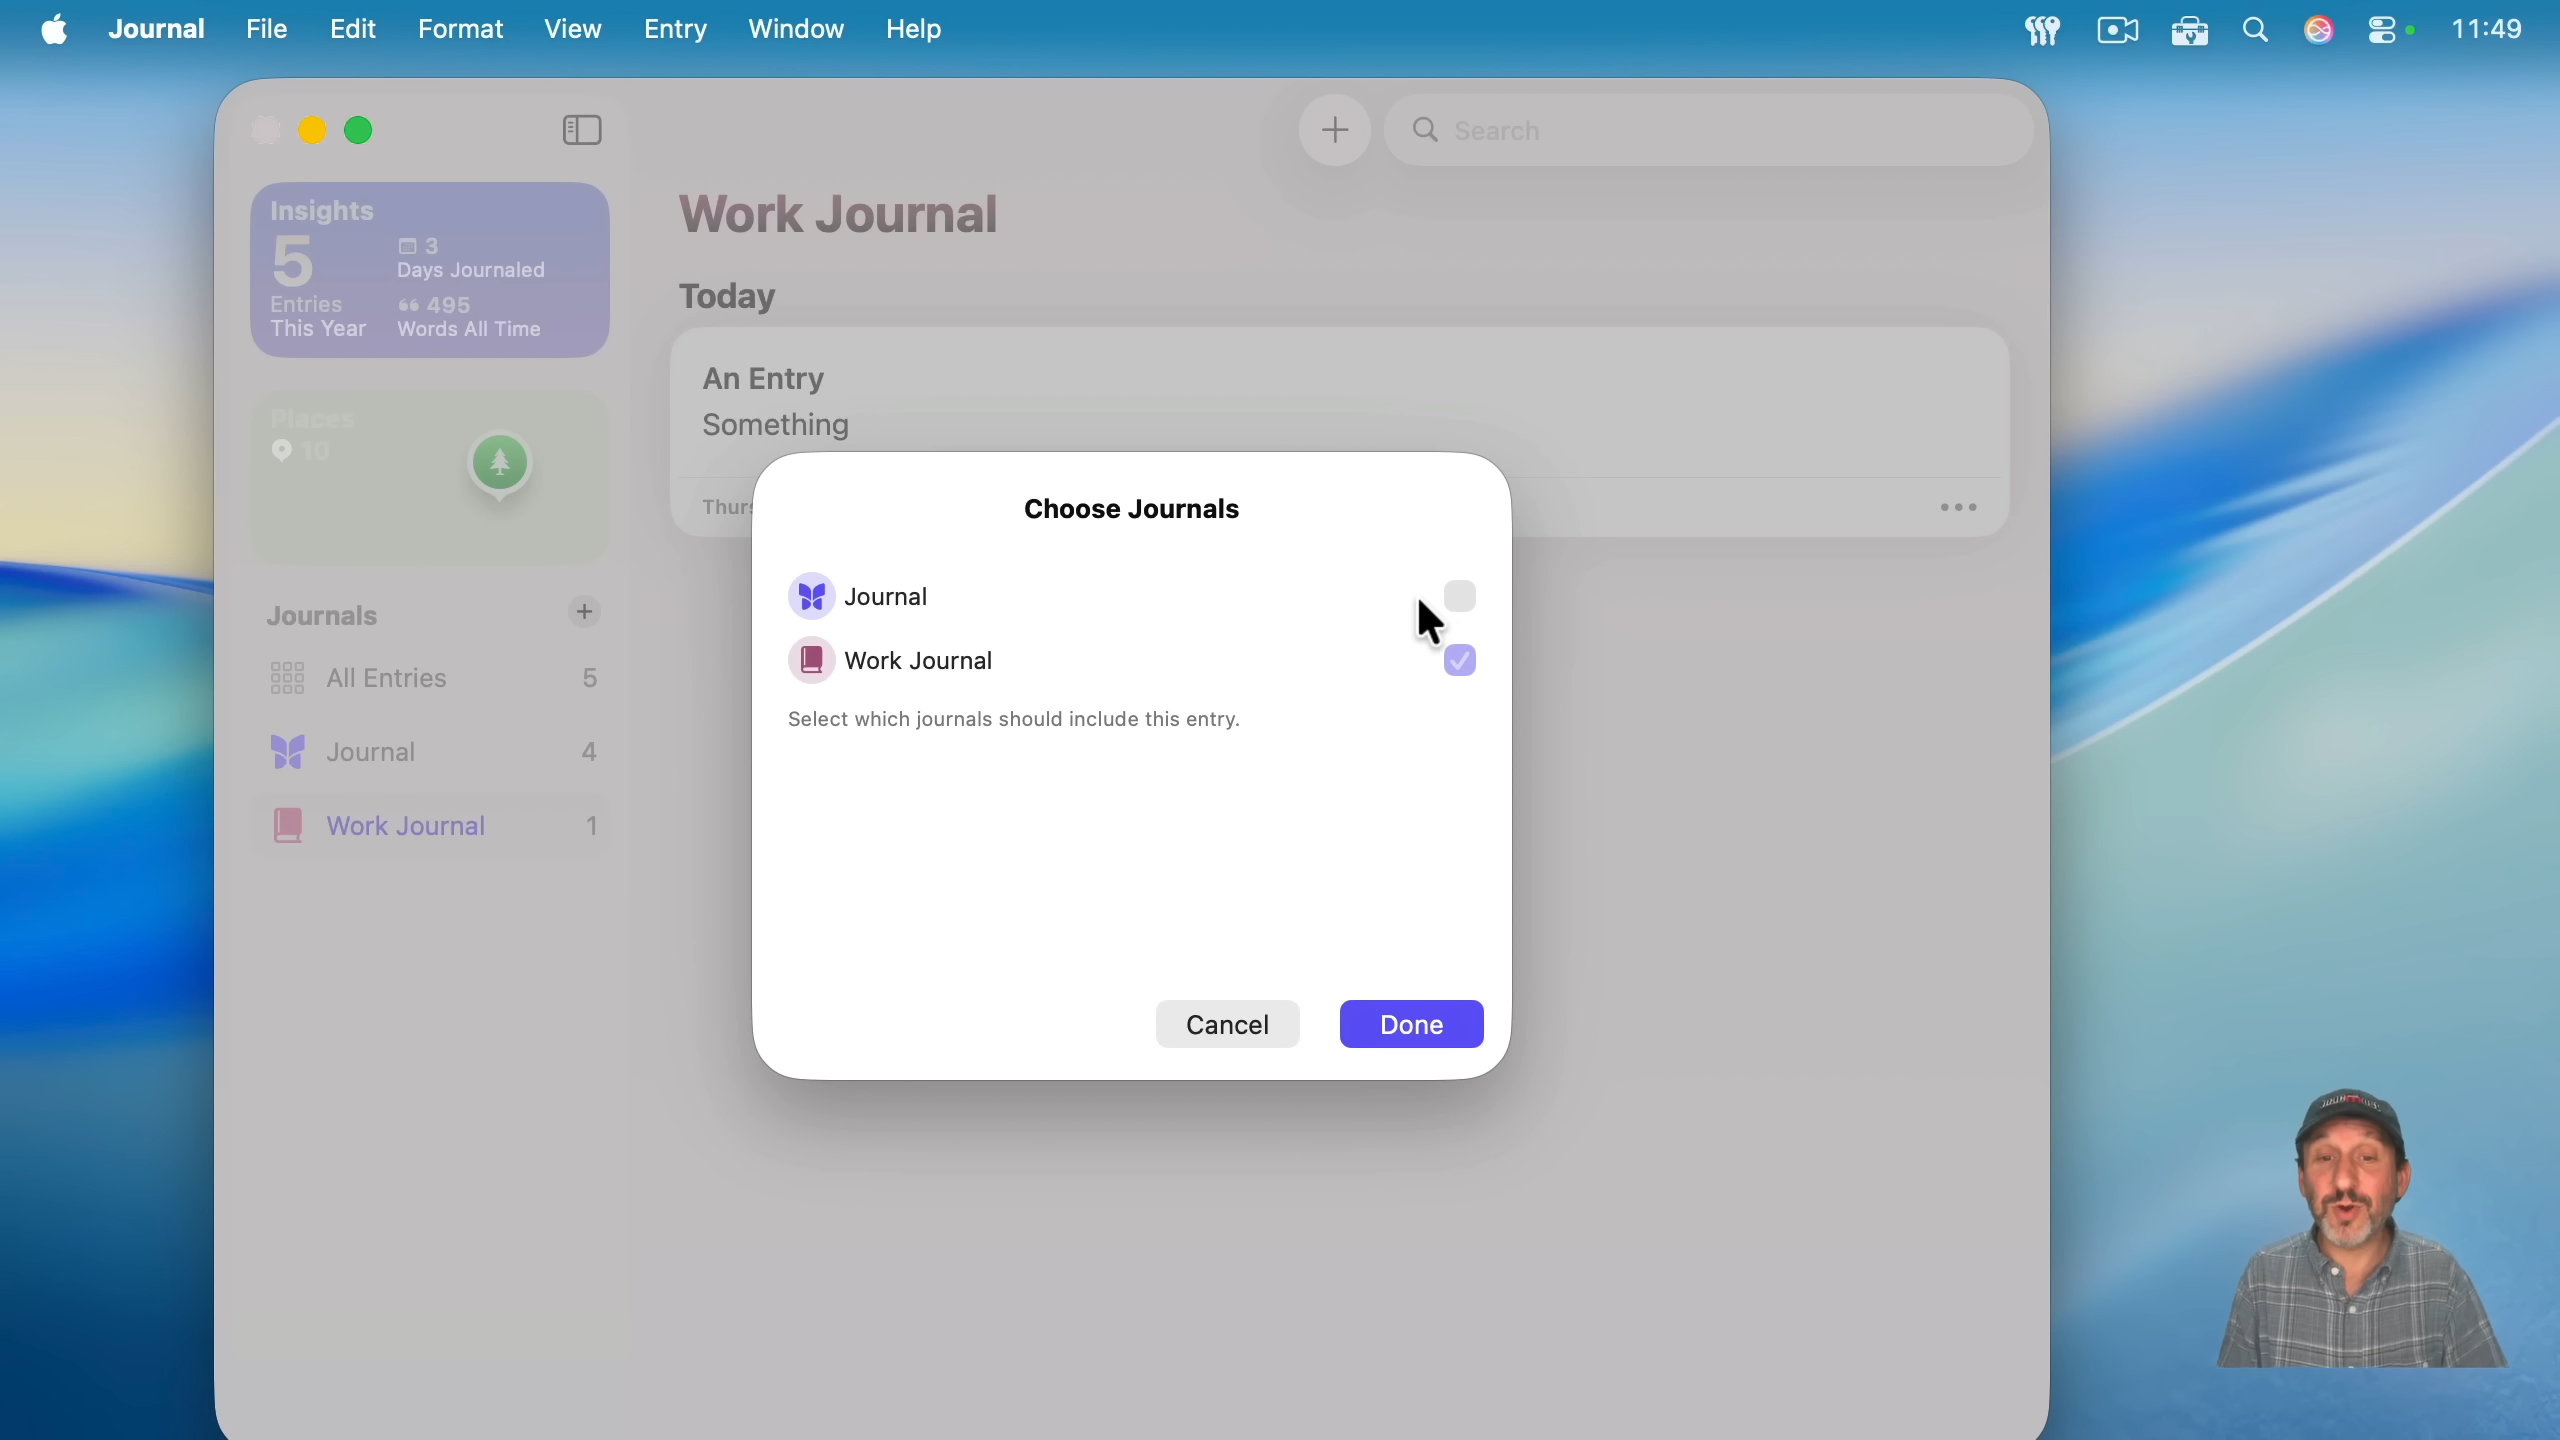 Journal File Edit Format View Entry Window Help 11:49
Search
Insights
5
Entries
This Year
3
Days Journaled
495
Words All Time
Places
10
Journals
All Entries 5
Journal 4
Work Journal 1
Work Journal
Today
An Entry
Something
Thurs
Choose Journals
Journal
Work Journal
Select which journals should include this entry.
Cancel
Done